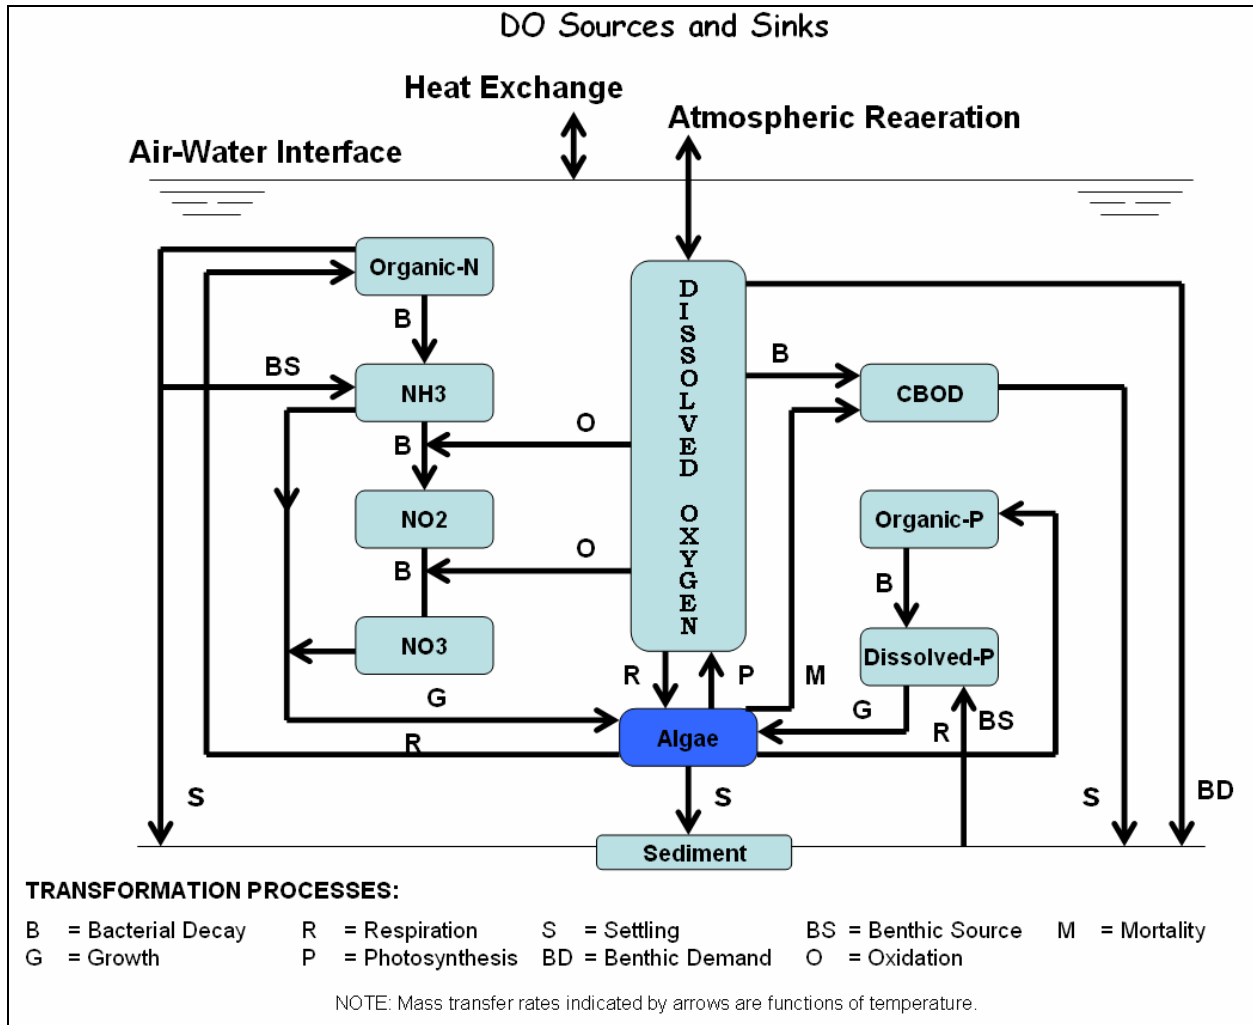 DO Sources and Sinks
Heat Exchange
Atmospheric Reaeration
Air-Water Interface
Organic-N
B
BS
NH3
B
O
NO2
B
O
NO3
G
R
S
DISSOLVED OXYGEN
R
P
M
B
CBOD
Organic-P
B
Dissolved-P
G
R
BS
Algae
S
S
BD
Sediment
TRANSFORMATION PROCESSES:
B = Bacterial Decay R = Respiration S = Settling BS = Benthic Source M = Mortality
G = Growth P = Photosynthesis BD = Benthic Demand O = Oxidation
NOTE: Mass transfer rates indicated by arrows are functions of temperature.